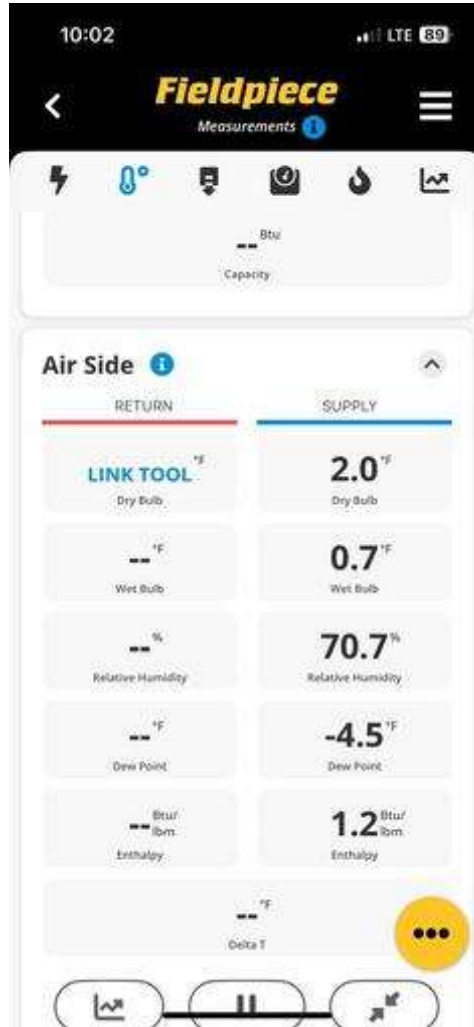 10:02
LTE 89
Fieldpiece
Measurements i
-- Btu
Capacity
Air Side i
RETURN SUPPLY
LINK TOOL °F 2.0 °F
Dry Bulb Dry Bulb
-- °F 0.7 °F
Wet Bulb Wet Bulb
-- % 70.7 %
Relative Humidity Relative Humidity
-- °F -4.5 °F
Dew Point Dew Point
-- Btu/lbm 1.2 Btu/lbm
Enthalpy Enthalpy
-- °F
Delta T